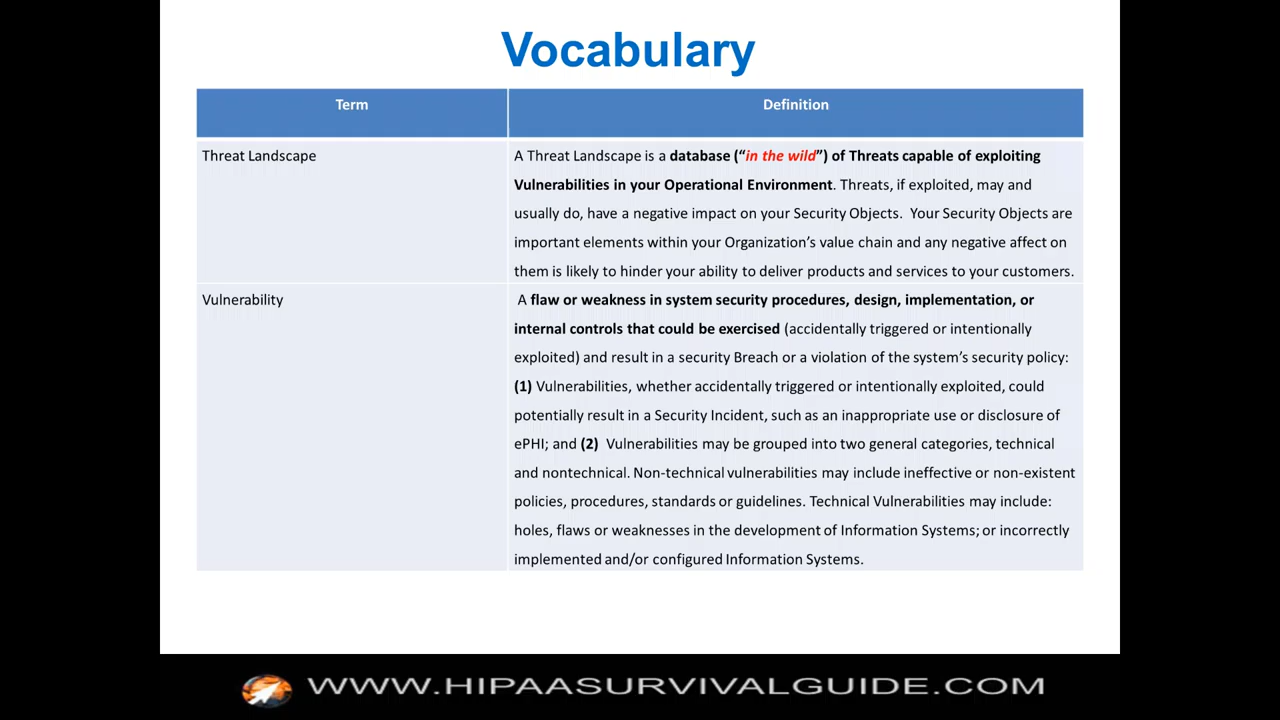 Vocabulary
Term
Definition
Threat Landscape
A Threat Landscape is a database (“in the wild”) of Threats capable of exploiting
Vulnerabilities in your Operational Environment. Threats, if exploited, may and
usually do, have a negative impact on your Security Objects.  Your Security Objects are
important elements within your Organization’s value chain and any negative affect on
them is likely to hinder your ability to deliver products and services to your customers.
Vulnerability
A flaw or weakness in system security procedures, design, implementation, or
internal controls that could be exercised (accidentally triggered or intentionally
exploited) and result in a security Breach or a violation of the system’s security policy:
(1) Vulnerabilities, whether accidentally triggered or intentionally exploited, could
potentially result in a Security Incident, such as an inappropriate use or disclosure of
ePHI; and (2)  Vulnerabilities may be grouped into two general categories, technical
and nontechnical. Non-technical vulnerabilities may include ineffective or non-existent
policies, procedures, standards or guidelines. Technical Vulnerabilities may include:
holes, flaws or weaknesses in the development of Information Systems; or incorrectly
implemented and/or configured Information Systems.
WWW.HIPAASURVIVALGUIDE.COM